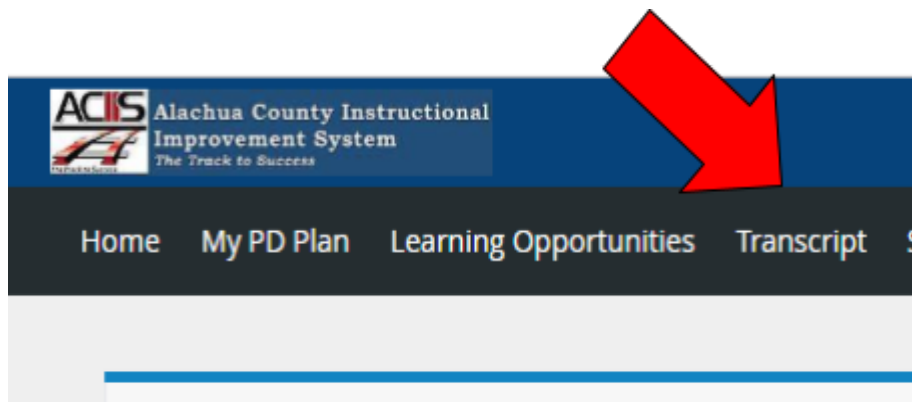 ACIIS
Alachua County Instructional
Improvement System
The Track to Success
Home My PD Plan Learning Opportunities Transcript